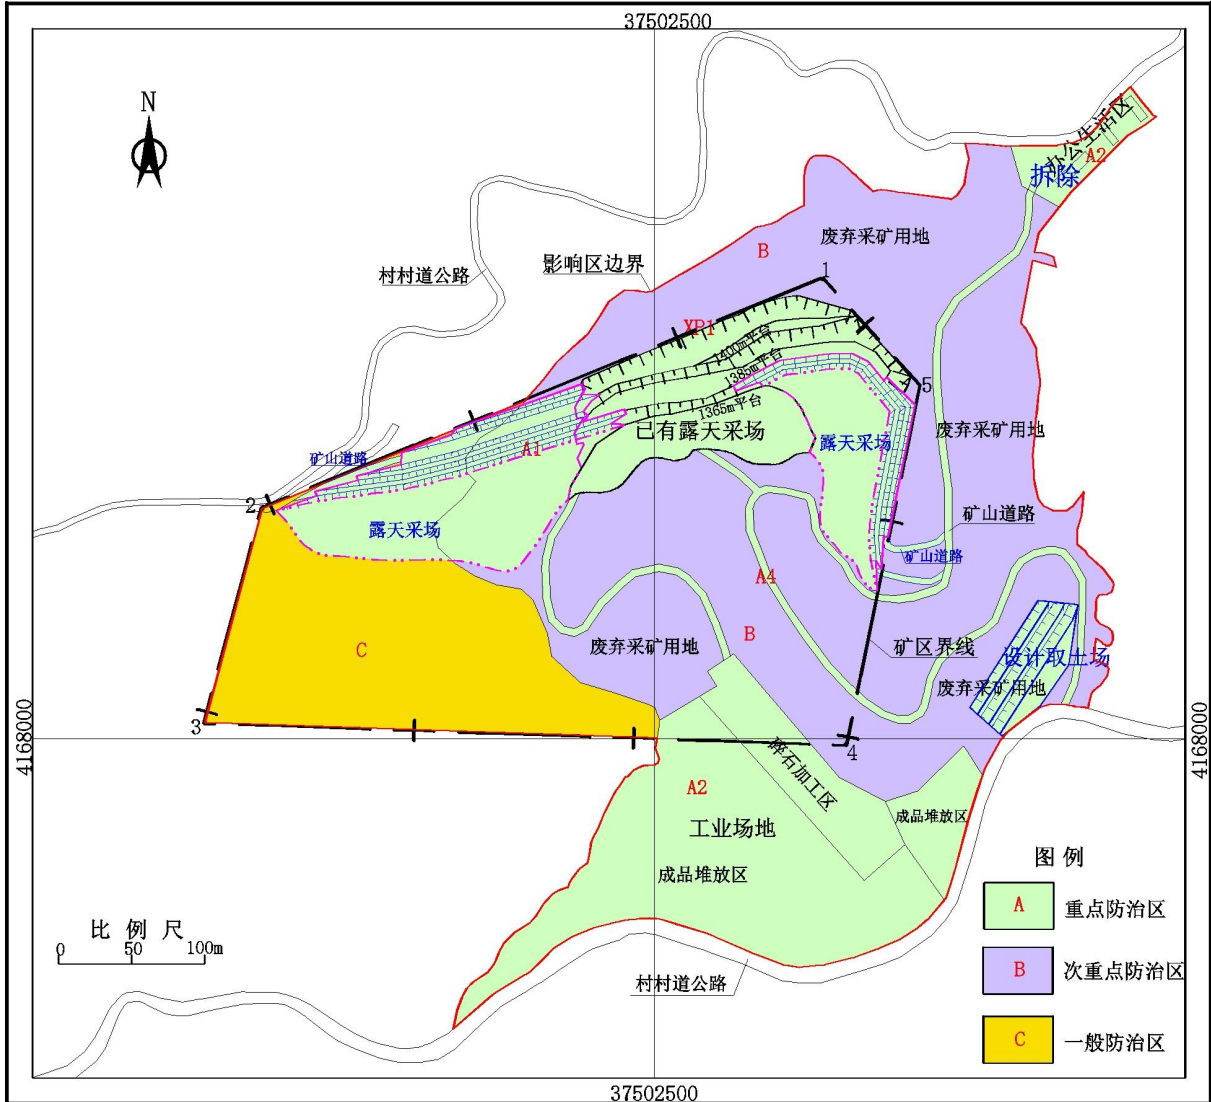 37502500
N
办公生活区
A2
拆除
B
废弃采矿用地
影响区边界
村村道公路
1
XP1
1400m平台
1385m平台
5
1365m平台
已有露天采场
废弃采矿用地
露天采场
A1
矿山道路
2
露天采场
矿山道路
矿山道路
A4
B
废弃采矿用地
矿区界线
设计取土场
废弃采矿用地
C
3
4168000
4168000
4
碎石加工区
A2
工业场地
成品堆放区
成品堆放区
图 例
A
重点防治区
B
次重点防治区
C
一般防治区
比 例 尺
0 50 100m
村村道公路
37502500